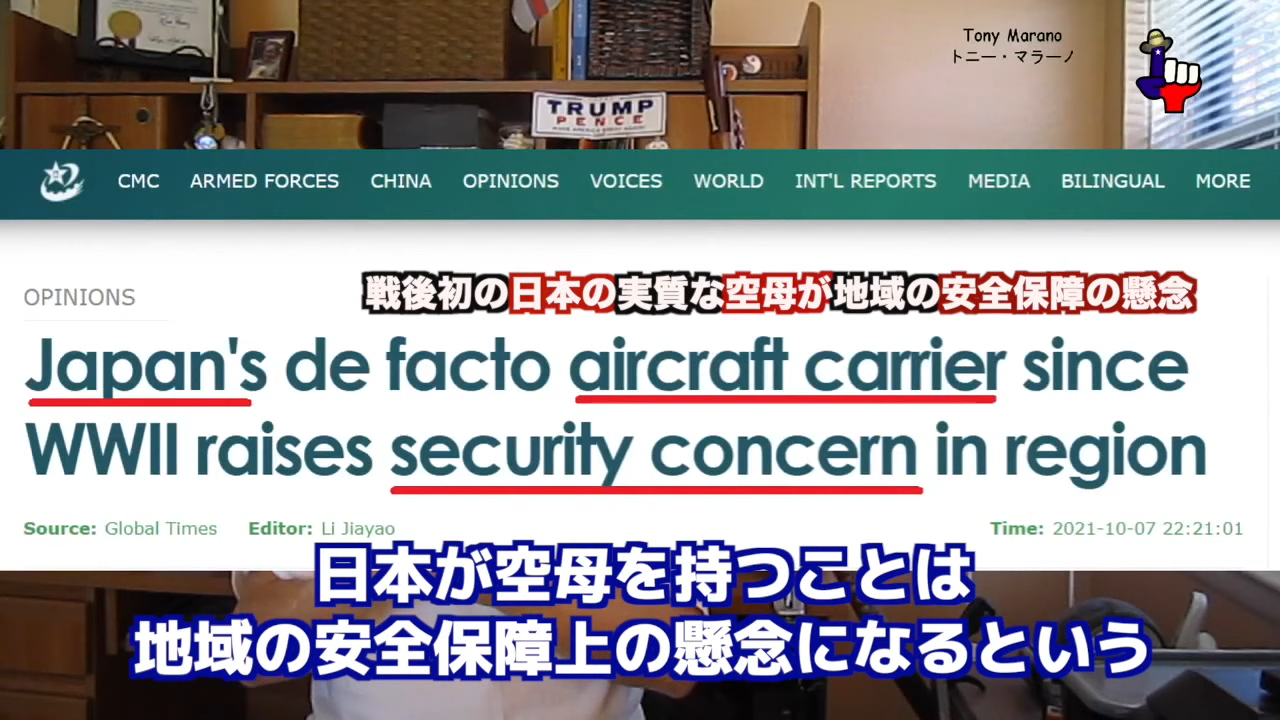 Tony Marano
トニー・マラーノ
TRUMP
PENCE
CMC ARMED FORCES CHINA OPINIONS VOICES WORLD INT'L REPORTS MEDIA BILINGUAL MORE
OPINIONS
戦後初の日本の実質な空母が地域の安全保障の懸念
Japan's de facto aircraft carrier since
WWII raises security concern in region
Source: Global Times Editor: Li Jiayao Time: 2021-10-07 22:21:01
日本が空母を持つことは
地域の安全保障上の懸念になるという